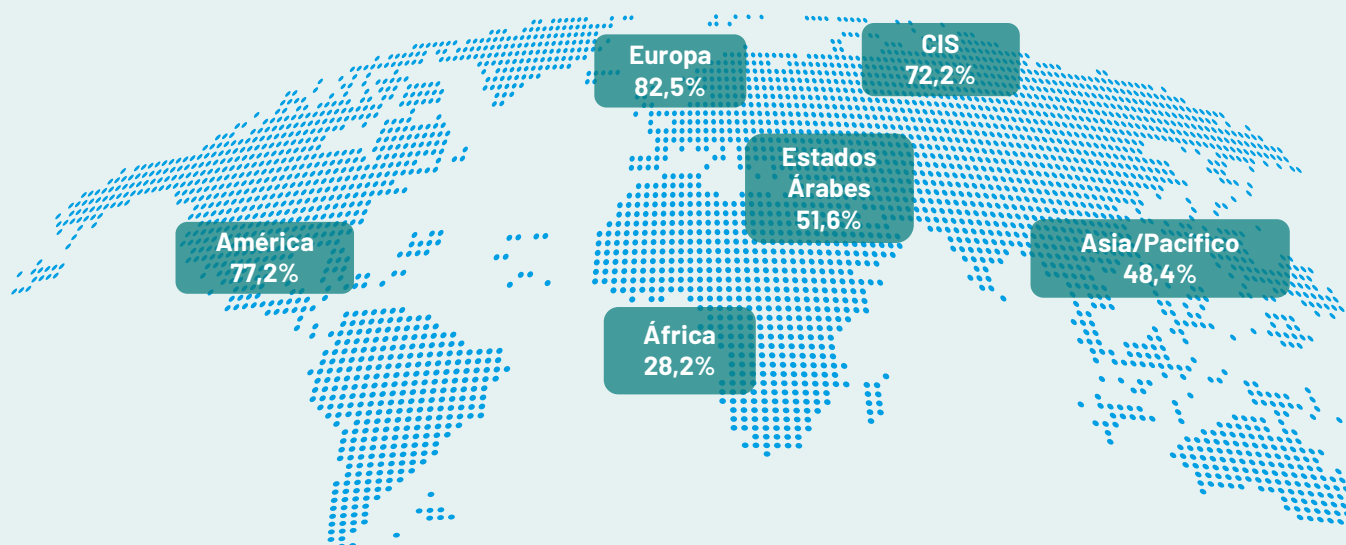 Europa
82,5%
CIS
72,2%
Estados
Árabes
51,6%
América
77,2%
Asia/Pacífico
48,4%
África
28,2%